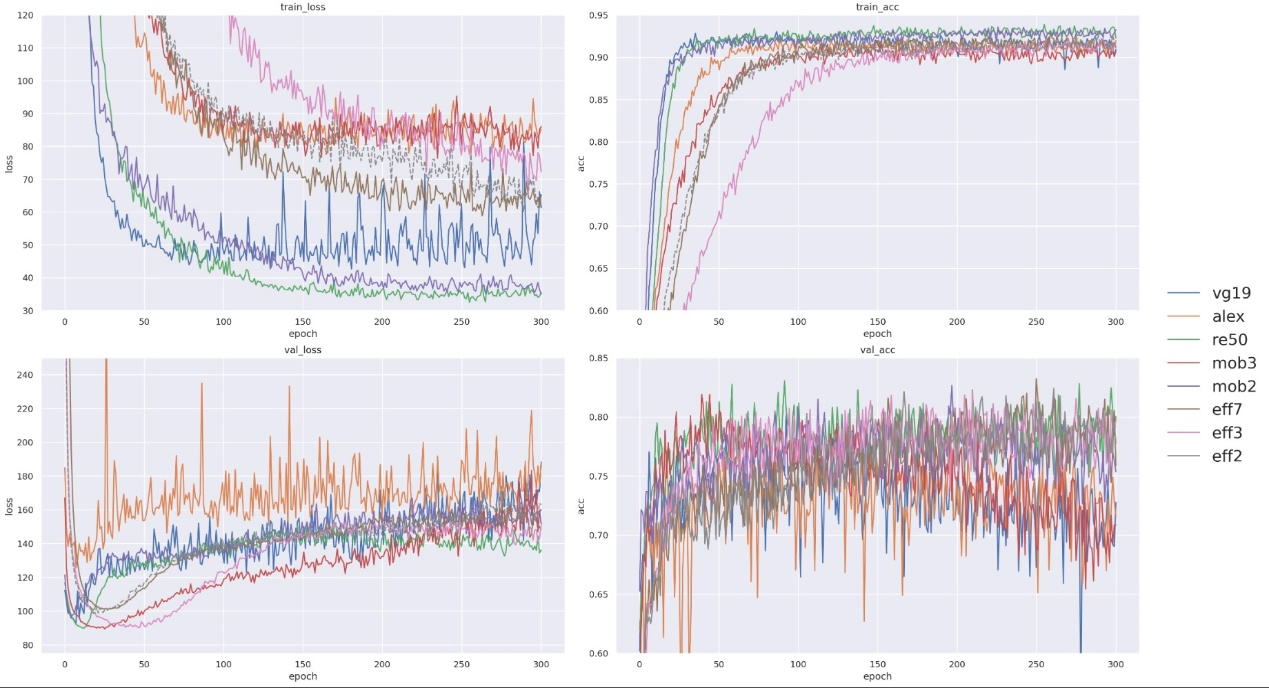 train_loss
120
110
100
90
80
70
60
50
40
30
loss
0 50 100 150 200 250 300
epoch
train_acc
0.95
0.90
0.85
0.80
0.75
0.70
0.65
0.60
acc
0 50 100 150 200 250 300
epoch
val_loss
240
220
200
180
160
140
120
100
80
loss
0 50 100 150 200 250 300
epoch
val_acc
0.85
0.80
0.75
0.70
0.65
0.60
acc
0 50 100 150 200 250 300
epoch
vg19
alex
re50
mob3
mob2
eff7
eff3
eff2